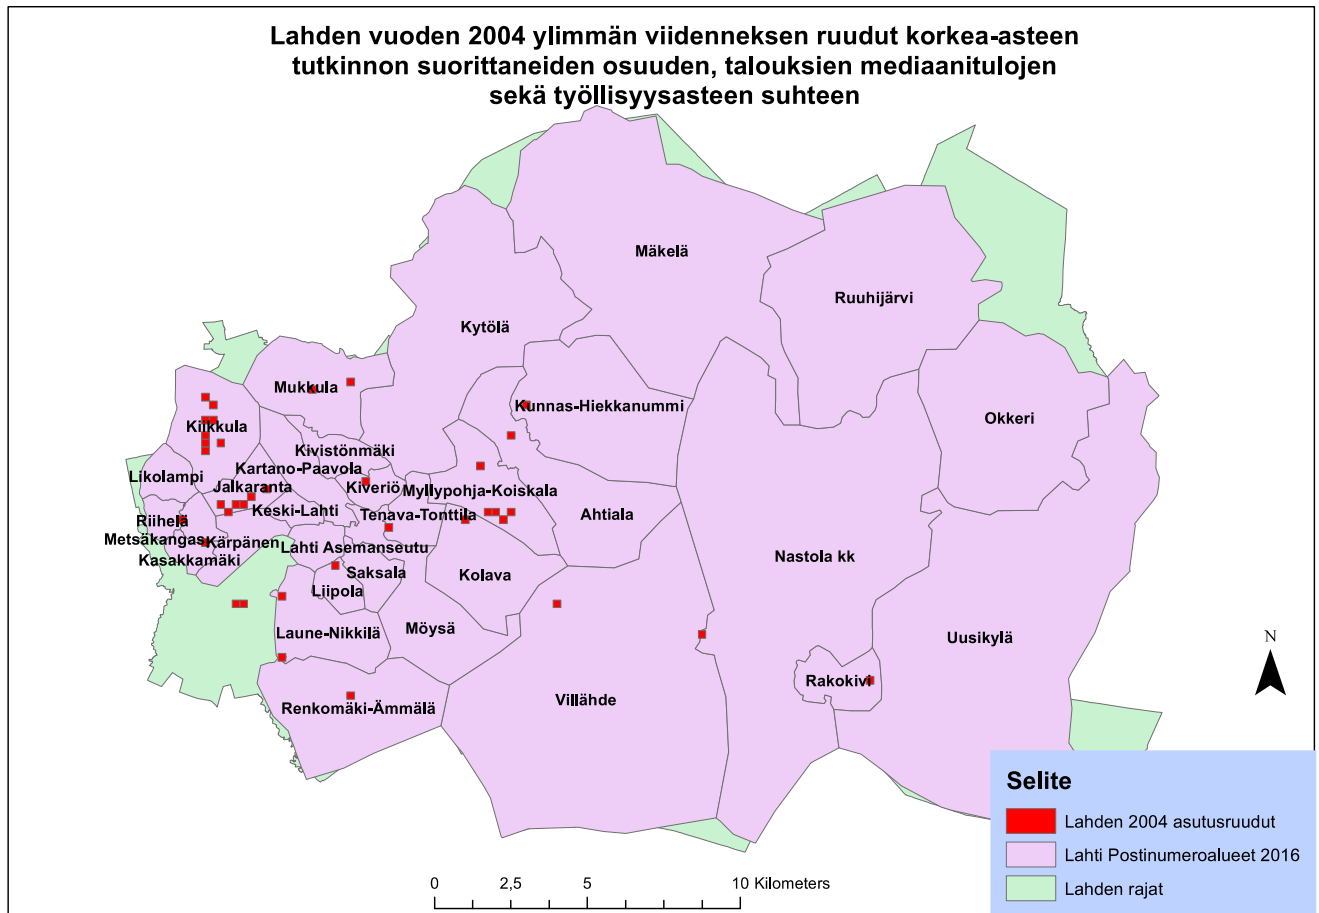 Lahden vuoden 2004 ylimmän viidenneksen ruudut korkea-asteen
tutkinnon suorittaneiden osuuden, talouksien mediaanitulojen
sekä työllisyysasteen suhteen
Mäkelä
Ruuhijärvi
Kytölä
Mukkula
Kunnas-Hiekkanummi
Okkeri
Kilkkula
Kivistönmäki
Kartano-Paavola
Likolampi
Jalkaranta
Kiveriö
Myllypohja-Koiskala
Keski-Lahti
Tenava-Tonttila
Ahtiala
Riihelä
Metsäkangas
Kärpänen
Lahti Asemanseutu
Nastola kk
Kasakkamäki
Saksala
Kolava
Liipola
Laune-Nikkilä
Möysä
Uusikylä
Rakokivi
Villähde
Renkomäki-Ämmälä
N
Selite
Lahden 2004 asutusruudut
Lahti Postinumeroalueet 2016
Lahden rajat
0 2,5 5 10 Kilometers